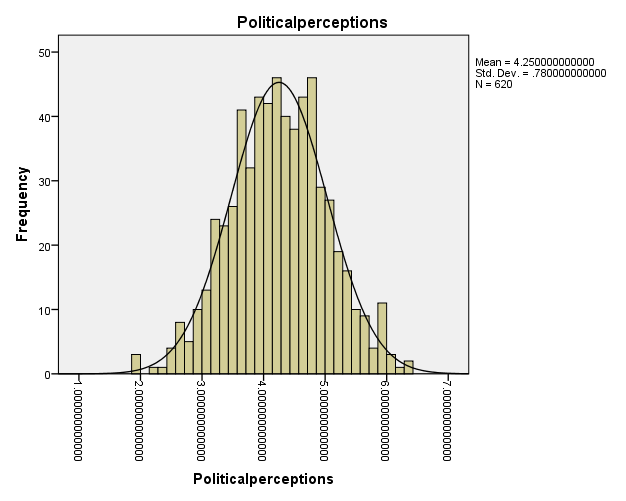 Politicalperceptions
Mean = 4.250000000000
Std. Dev. = .780000000000
N = 620
50
40
30
20
10
0
Frequency
1.000000000000
2.000000000000
3.000000000000
4.000000000000
5.000000000000
6.000000000000
7.000000000000
Politicalperceptions